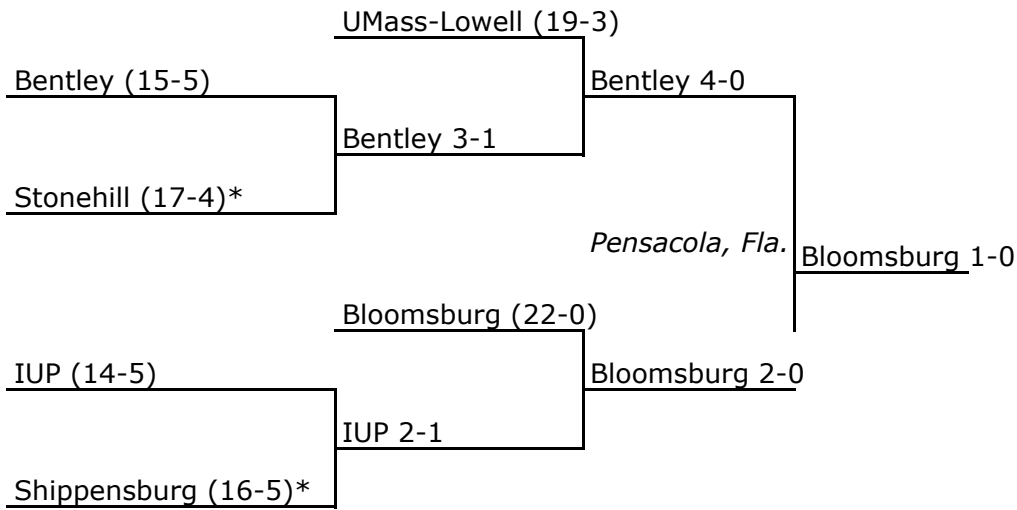 UMass-Lowell (19-3)
Bentley (15-5)
Bentley 4-0
Bentley 3-1
Stonehill (17-4)*
Pensacola, Fla.
Bloomsburg 1-0
Bloomsburg (22-0)
IUP (14-5)
Bloomsburg 2-0
IUP 2-1
Shippensburg (16-5)*